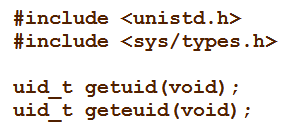 #include <unistd.h>
#include <sys/types.h>
uid_t getuid(void);
uid_t geteuid(void);